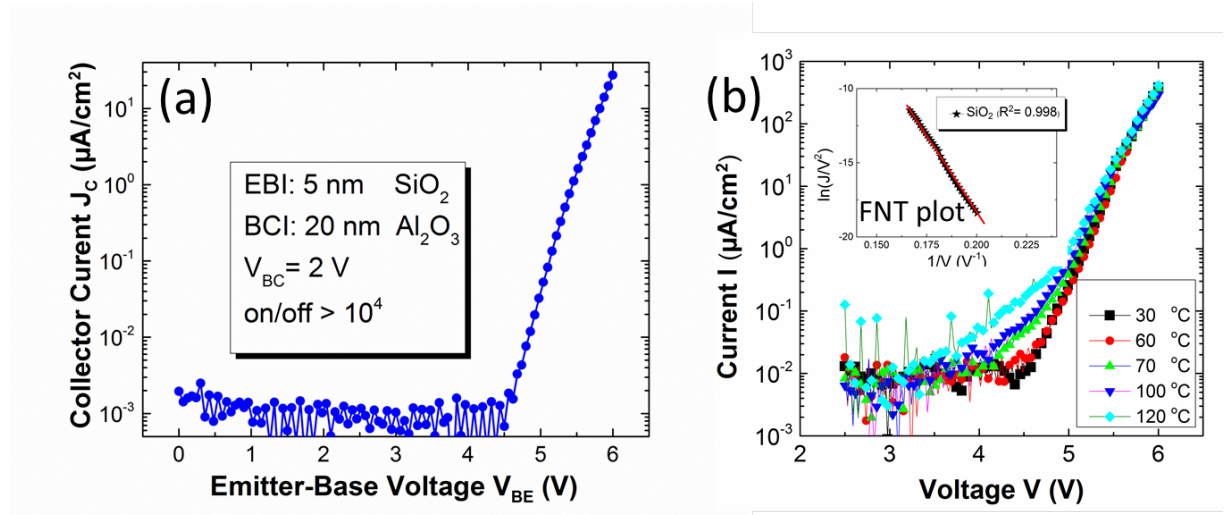 (a)
Collector Curent J_C (μA/cm²)
10¹
10⁰
10⁻¹
10⁻²
10⁻³
EBI: 5 nm SiO₂
BCI: 20 nm Al₂O₃
V_BC= 2 V
on/off > 10⁴
0 1 2 3 4 5 6
Emitter-Base Voltage V_BE (V)
(b)
Current I (μA/cm²)
10³
10²
10¹
10⁰
10⁻¹
10⁻²
10⁻³
ln(J/V²)
-10
-15
-20
SiO₂ (R²= 0.998)
FNT plot
0.150 0.175 0.200 0.225
1/V (V⁻¹)
30 °C
60 °C
70 °C
100 °C
120 °C
2 3 4 5 6
Voltage V (V)